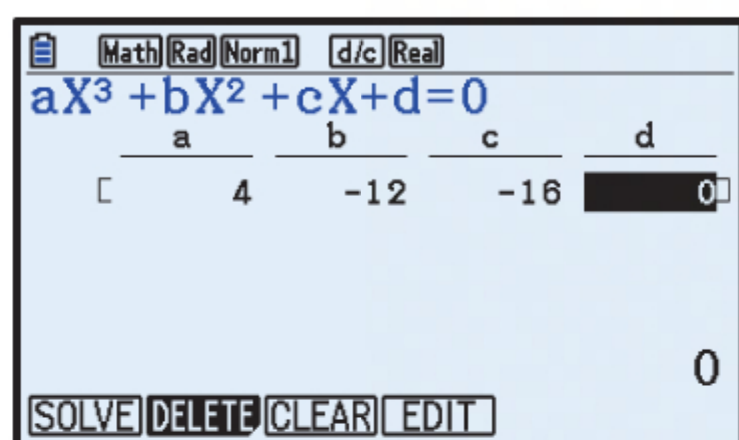 Math Rad Norm1 d/c Real
aX³+bX²+cX+d=0
a b c d
[ 4 -12 -16 0 ]
0
SOLVE DELETE CLEAR EDIT